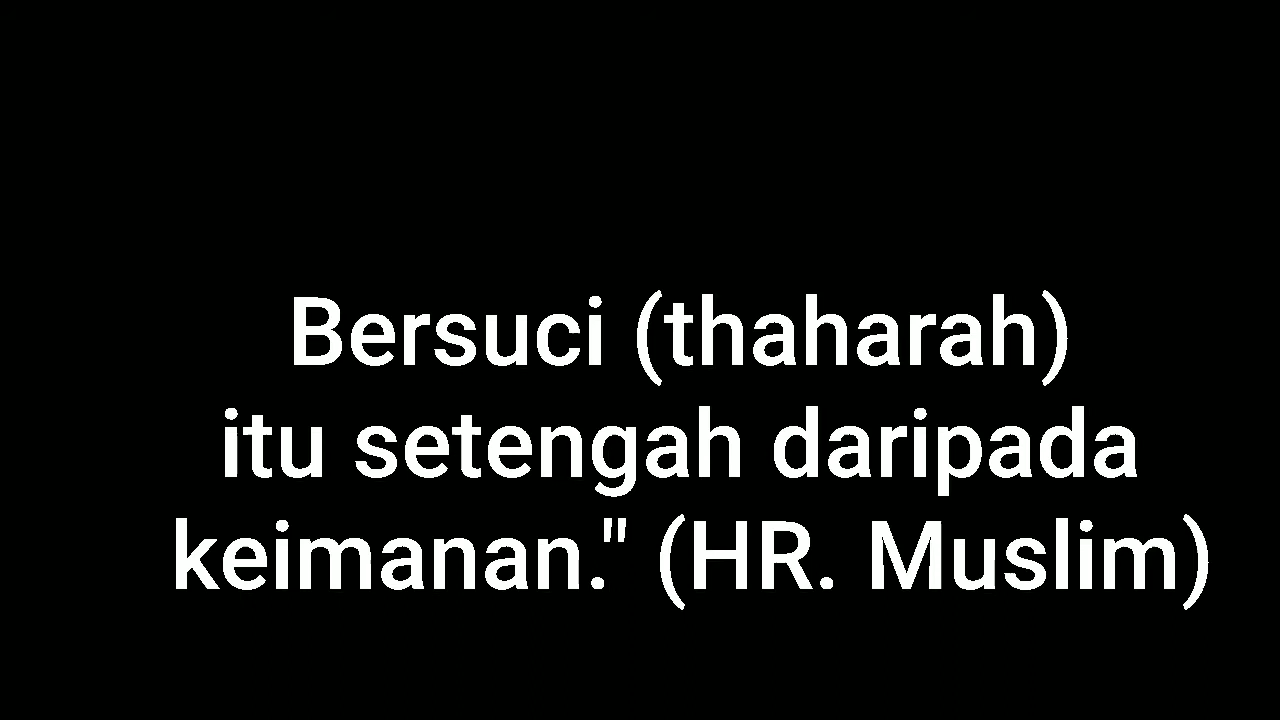 Bersuci (thaharah)
itu setengah daripada
keimanan." (HR. Muslim)